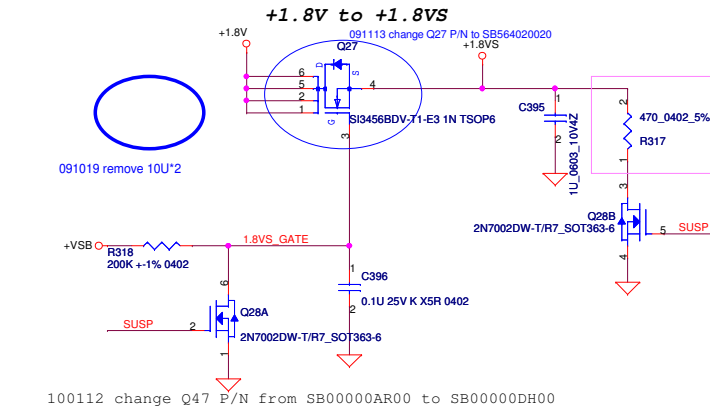 +1.8V to +1.8VS
091113 change Q27 P/N to SB564020020
+1.8V
Q27
+1.8VS
D
S
6
5
2
1
4
G
3
SI3456BDV-T1-E3 1N TSOP6
C395
1
2
1U_0603_10V4Z
2
470_0402_5%
R317
1
091019 remove 10U*2
3
Q28B
2N7002DW-T/R7_SOT363-6
5
SUSP
4
+VSB
R318
200K +-1% 0402
1.8VS_GATE
1
C396
0.1U 25V K X5R 0402
2
6
Q28A
SUSP
2
2N7002DW-T/R7_SOT363-6
1
100112 change Q47 P/N from SB00000AR00 to SB00000DH00